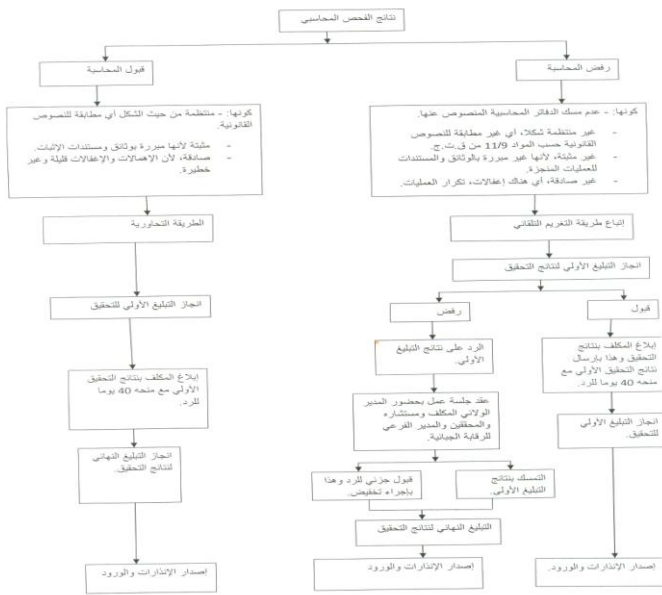 نتائج الفحص المحاسبي
رفض المحاسبة
قبول المحاسبة
كونها: - عدم مسك الدفاتر المحاسبية المنصوص عنها.
- غير منتظمة شكلا، أي غير مطابقة للنصوص
القانونية حسب المواد 11/9 من ق.ت.ج.
- غير مثبتة، لأنها غير مبررة بالوثائق والمستندات
للعمليات المنجزة.
- غير صادقة، أي هناك إغفالات، تكرار العمليات.
كونها: - منتظمة من حيث الشكل أي مطابقة للنصوص
القانونية.
- مثبتة لأنها مبررة بوثائق ومستندات الإثبات.
- صادقة، لأن الإهمالات والإغفالات قليلة وغير
خطيرة.
إتباع طريقة التغريم التلقائي
الطريقة التحاورية
انجاز التبليغ الأولي لنتائج التحقيق
قبول
رفض
انجاز التبليغ الأولي للتحقيق
إبلاغ المكلف بنتائج
التحقيق وهذا بإرسال
نتائج التحقيق الأولي مع
منحه 40 يوما للرد.
الرد على نتائج التبليغ
الأولي.
إبلاغ المكلف بنتائج التحقيق
الأولي مع منحه 40 يوما
للرد.
عقد جلسة عمل بحضور المدير
الولائي المكلف ومستشاره
والمحققين والمدير الفرعي
للرقابة الجبائية.
انجاز التبليغ الأولي
للتحقيق.
انجاز التبليغ النهائي
لنتائج التحقيق.
التمسك بنتائج
التبليغ الأولي.
قبول جزئي للرد وهذا
بإجراء تخفيض.
التبليغ النهائي لنتائج التحقيق
إصدار الإنذارات والورود.
إصدار الإنذارات والورود
إصدار الإنذارات والورود